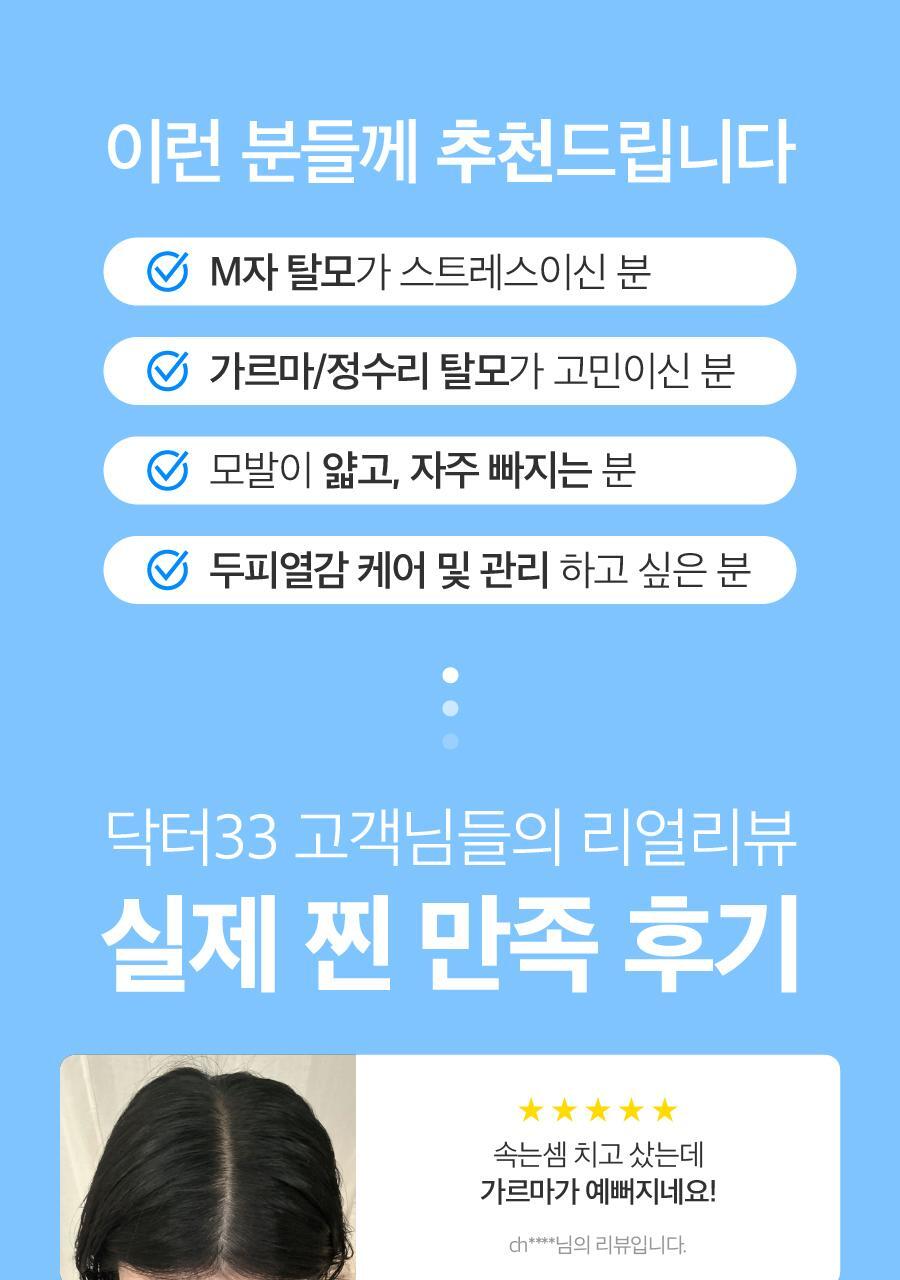 이런 분들께 추천드립니다
M자 탈모가 스트레스이신 분
가르마/정수리 탈모가 고민이신 분
모발이 얇고, 자주 빠지는 분
두피열감 케어 및 관리 하고 싶은 분
닥터33 고객님들의 리얼리뷰
실제 찐 만족 후기
★★★★★
속는셈 치고 샀는데
가르마가 예뻐지네요!
ch****님의 리뷰입니다.